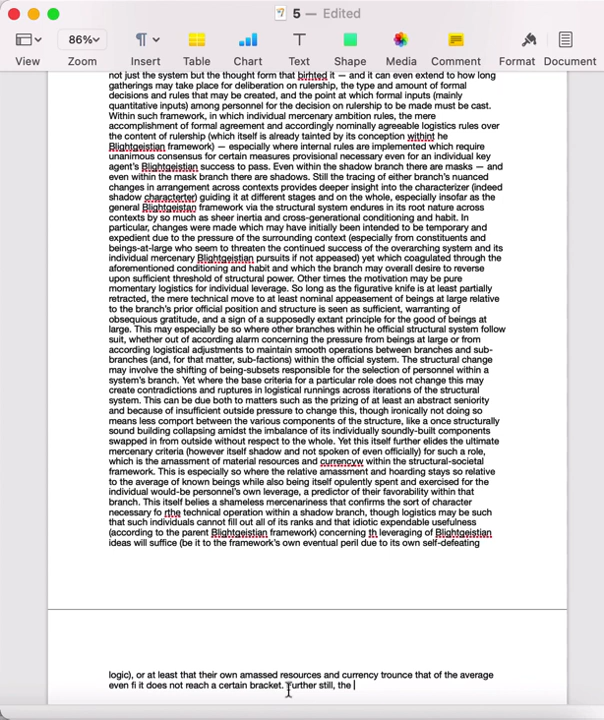 5 — Edited
86%
View Zoom Insert Table Chart Text Shape Media Comment Format Document
not just the system but the thought form that birhted it — and it can even extend to how long
gatherings may take place for deliberation on rulership, the type and amount of formal
decisions and rules that may be created, and the point at which formal inputs (mainly
quantitative inputs) among personnel for the decision on rulership to be made must be cast.
Within such framework, in which individual mercenary ambition rules, the mere
accomplishment of formal agreement and accordingly nominally agreeable logistics rules over
the content of rulership (which itself is already tainted by its conception withint he
Blightgeistian framework) — especially where internal rules are implemented which require
unanimous consensus for certain measures provisional necessary even for an individual key
agent's Blightgeistian success to pass. Even within the shadow branch there are masks — and
even within the mask branch there are shadows. Still the tracing of either branch's nuanced
changes in arrangement across contexts provides deeper insight into the characterizer (indeed
shadow characterter) guiding it at different stages and on the whole, especially insofar as the
general Blightgeistan framework via the structural system endures in its root nature across
contexts by so much as sheer inertia and cross-generational conditioning and habit. In
particular, changes were made which may have initially been intended to be temporary and
expedient due to the pressure of the surrounding context (especially from constituents and
beings-at-large who seem to threaten the continued success of the overarching system and its
individual mercenary Blightgeistian pursuits if not appeased) yet which coagulated through the
aforementioned conditioning and habit and which the branch may overall desire to reverse
upon sufficient threshold of structural power. Other times the motivation may be pure
momentary logistics for individual leverage. So long as the figurative knife is at least partially
retracted, the mere technical move to at least nominal appeasement of beings at large relative
to the branch's prior official position and structure is seen as sufficient, warranting of
obsequious gratitude, and a sign of a supposedly extant principle for the good of beings at
large. This may especially be so where other branches within he official structural system follow
suit, whether out of according alarm concerning the pressure from beings at large or from
according logistical adjustments to maintain smooth operations between branches and sub-
branches (and, for that matter, sub-factions) within the official system. The structural change
may involve the shifting of being-subsets responsible for the selection of personnel within a
system's branch. Yet where the base criteria for a particular role does not change this may
create contradictions and ruptures in logistical running across iterations of the structural
system. This can be due both to matters such as the prizing of at least an abstract seniority
and because of insufficient outside pressure to change this, though ironically not doing so
means less comport between the various components of the structure, like a once structurally
sound building collapsing amidst the imbalance of its individually soundly-built components
swapped in from outside without respect to the whole. Yet this itself further elides the ultimate
mercenary criteria (however itself shadow and not spoken of even officially) for such a role,
which is the amassment of material resources and currencyw within the structural-societal
framework. This is especially so where the relative amassment and hoarding stays so relative
to the average of known beings while also being itself opulent spent and exercised for the
individual would-be personnel's own leverage, a predictor of their favorability within that
branch. This itself belies a shameless mercenariness that confirms the sort of character
necessary fo rthe technical operation within a shadow branch, though logistics may be such
that such individuals cannot fill out all of its ranks and that idiotic expendable usefulness
(according to the parent Blightgeistian framework) concerning th leveraging of Blightgeistian
ideas will suffice (be it to the framework's own eventual peril due to its own self-defeating
logic), or at least that their own amassed resources and currency trounce that of the average
even fi it does not reach a certain bracket. Further still, the